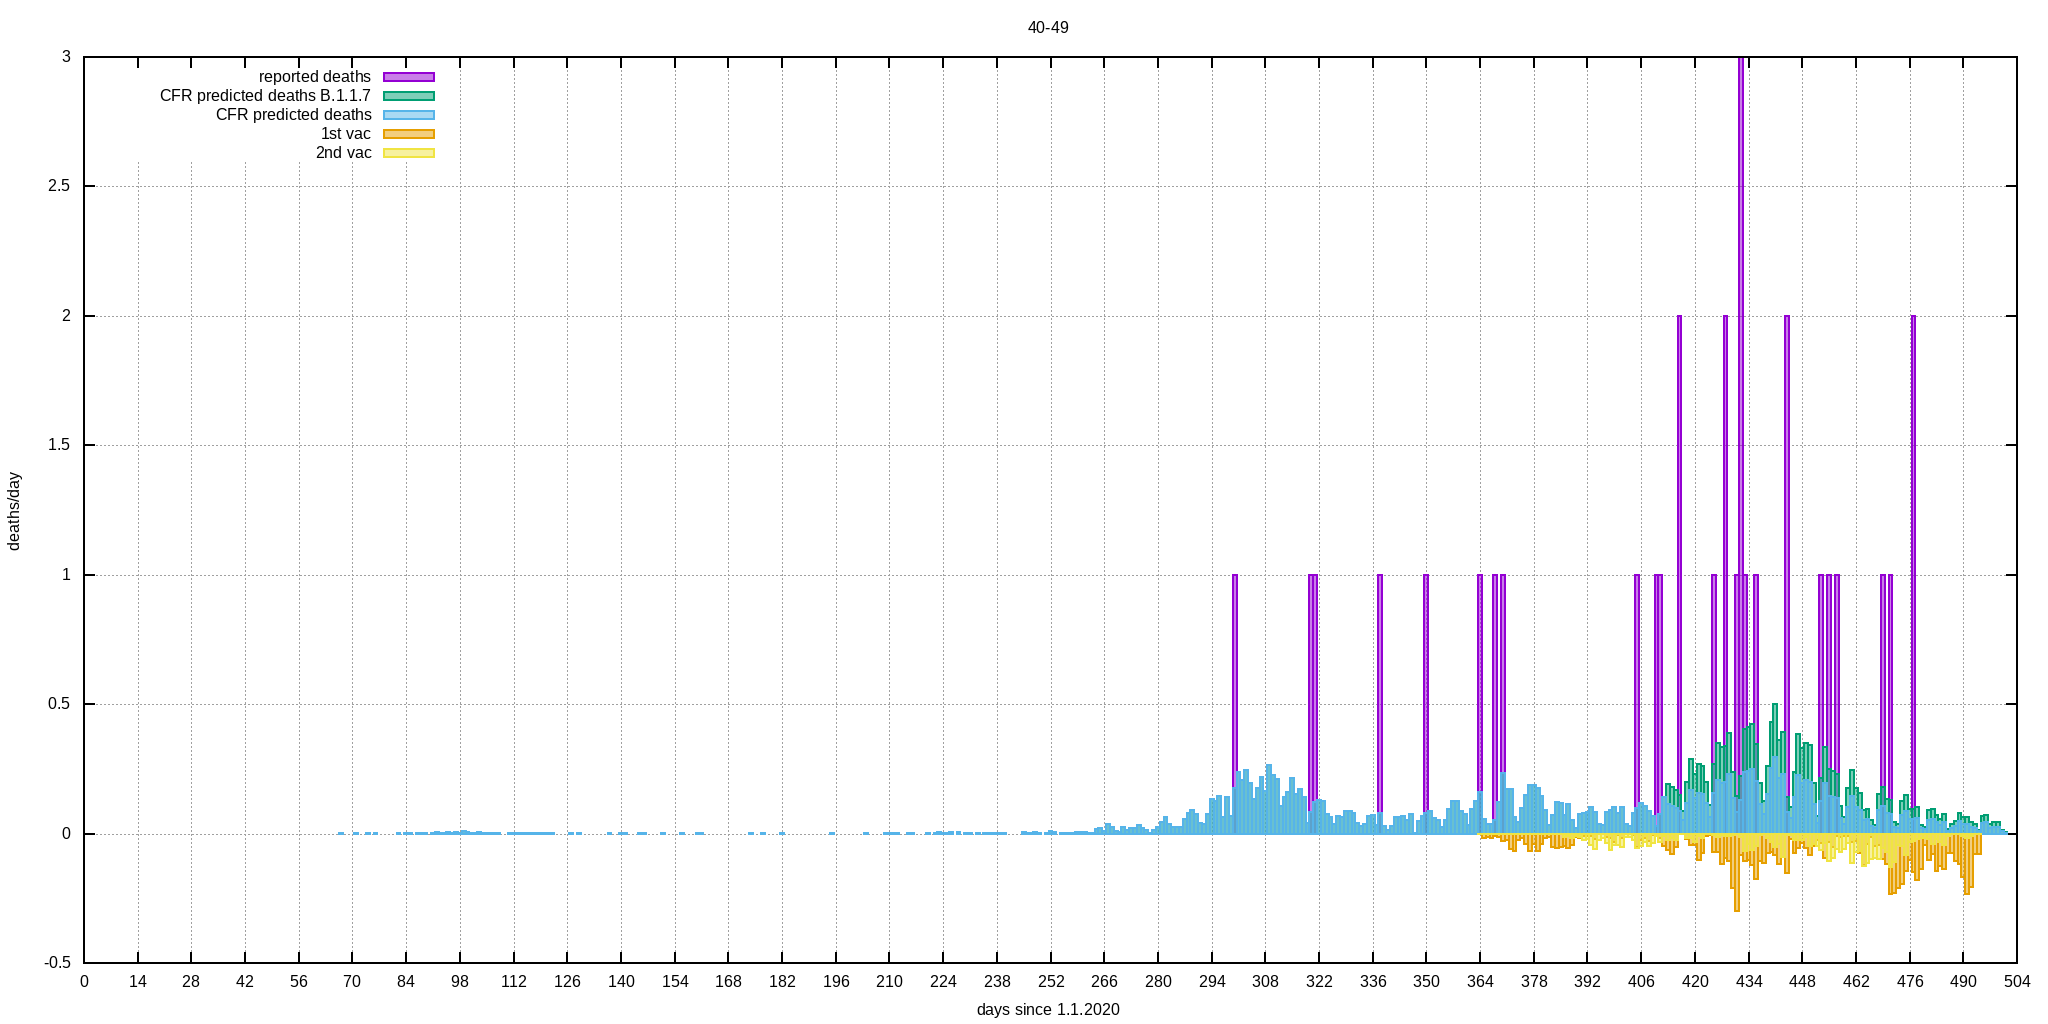 40-49
reported deaths
CFR predicted deaths B.1.1.7
CFR predicted deaths
1st vac
2nd vac
3
2.5
2
1.5
1
0.5
0
-0.5
deaths/day
0 14 28 42 56 70 84 98 112 126 140 154 168 182 196 210 224 238 252 266 280 294 308 322 336 350 364 378 392 406 420 434 448 462 476 490 504
days since 1.1.2020